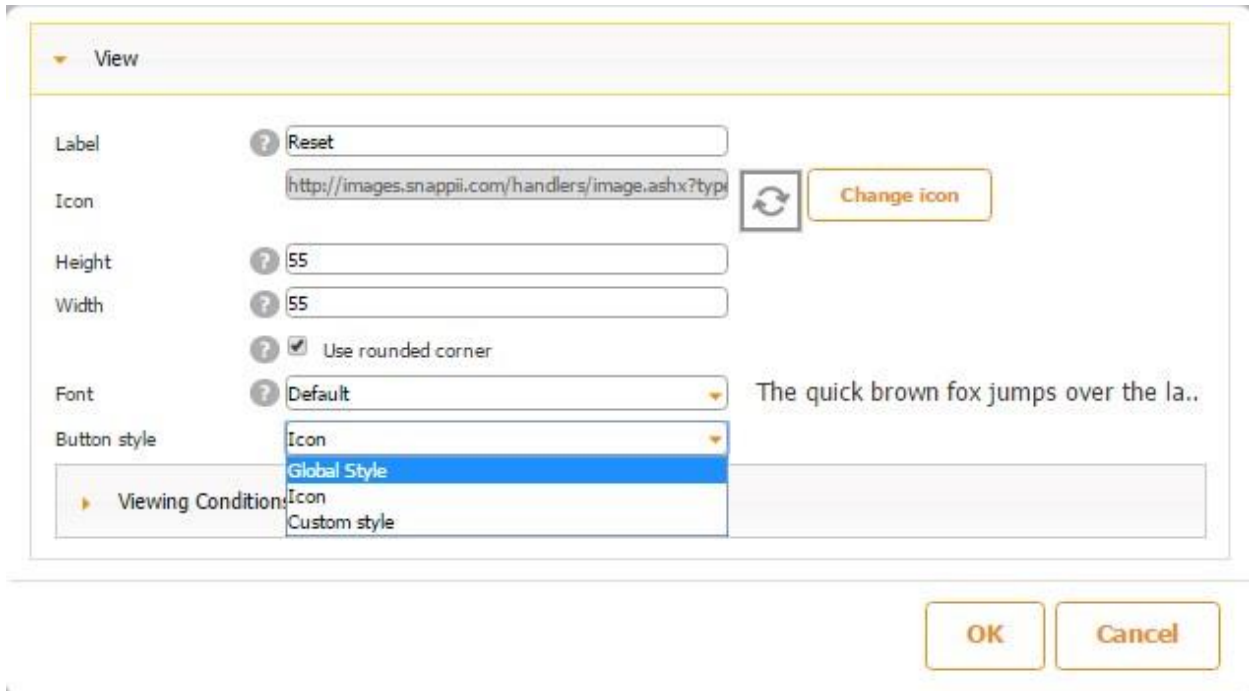 View
Label ? Reset
Icon http://images.snappii.com/handlers/image.ashx?type Change icon
Height ? 55
Width ? 55
? Use rounded corner
Font ? Default The quick brown fox jumps over the la..
Button style Icon
Global Style
Viewing Conditions
Icon
Custom style
OK Cancel